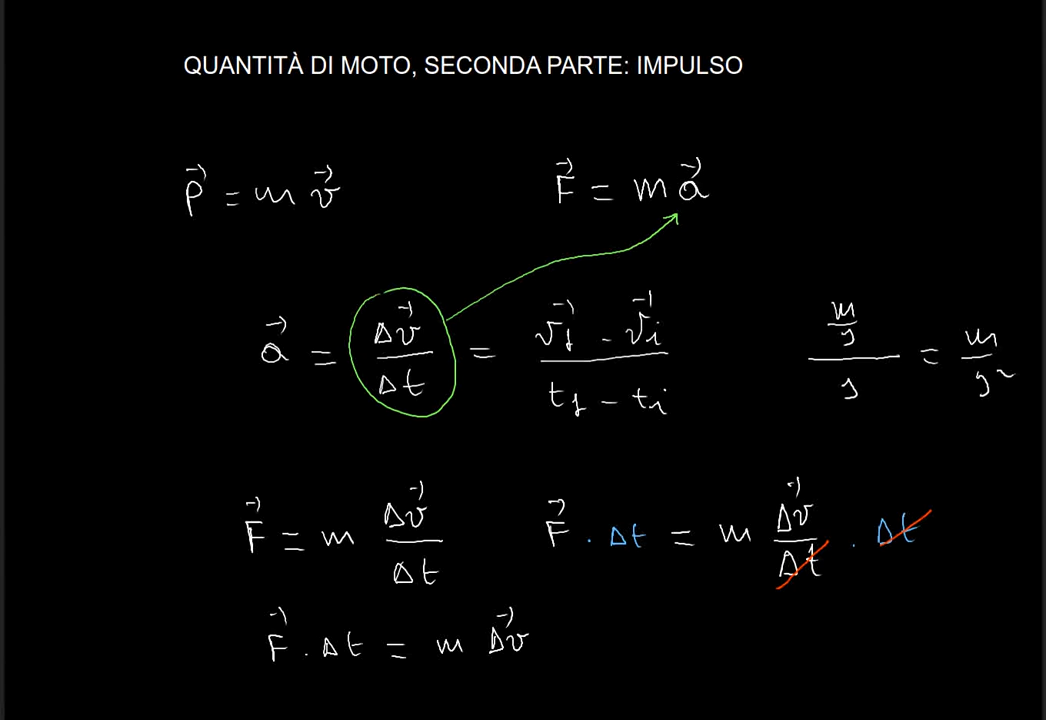 QUANTITÀ DI MOTO, SECONDA PARTE: IMPULSO
p⃗ = m v⃗    F⃗ = m a⃗
a⃗ = Δv⃗/Δt = (v⃗f - v⃗i)/(tf - ti)    (m/s)/s = m/s²
F⃗ = m Δv⃗/Δt    F⃗ · Δt = m Δv⃗/Δt · Δt
F⃗ · Δt = m Δv⃗